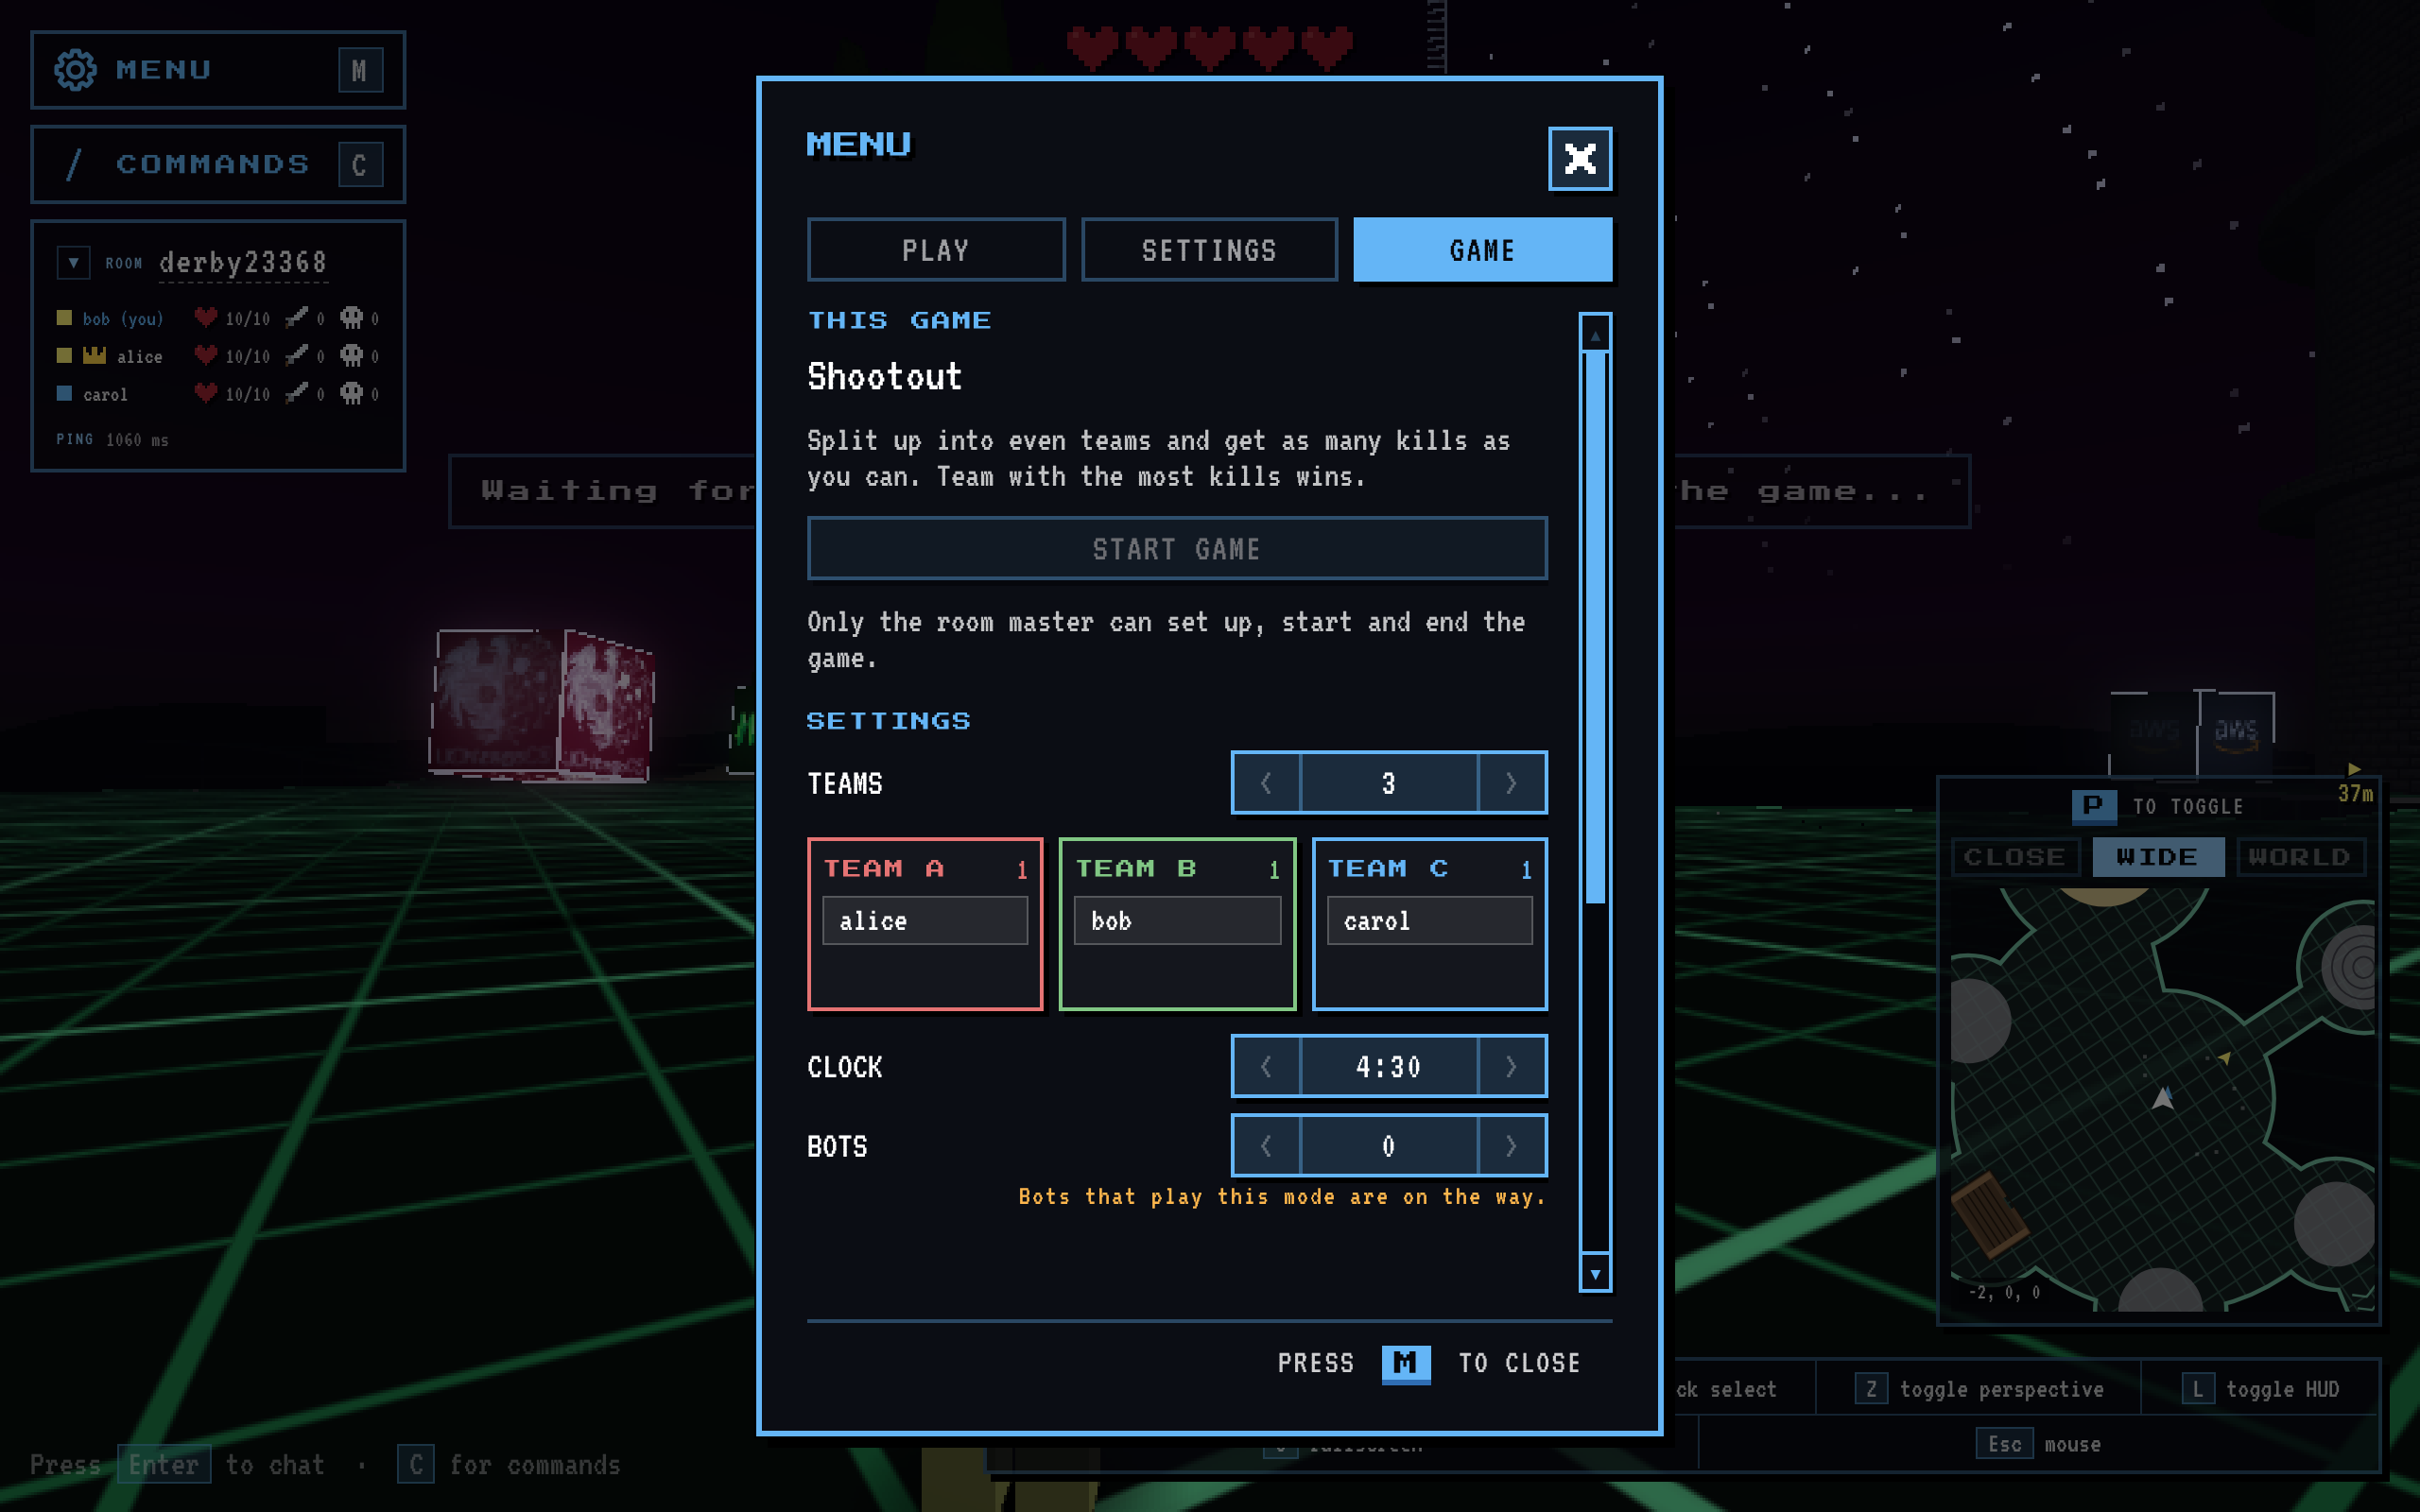 MENU M
/ COMMANDS C
▼ ROOM derby23368
bob (you) 10/10 0 0
alice 10/10 0 0
carol 10/10 0 0
PING 1060 ms
Waiting for
he game...
MENU
PLAY SETTINGS GAME
THIS GAME
Shootout
Split up into even teams and get as many kills as
you can. Team with the most kills wins.
START GAME
Only the room master can set up, start and end the
game.
SETTINGS
TEAMS 3
TEAM A 1
alice
TEAM B 1
bob
TEAM C 1
carol
CLOCK 4:30
BOTS 0
Bots that play this mode are on the way.
PRESS M TO CLOSE
aws aws
37m
P TO TOGGLE
CLOSE WIDE WORLD
-2, 0, 0
ck select
Z toggle perspective
L toggle HUD
Esc mouse
Press Enter to chat · C for commands